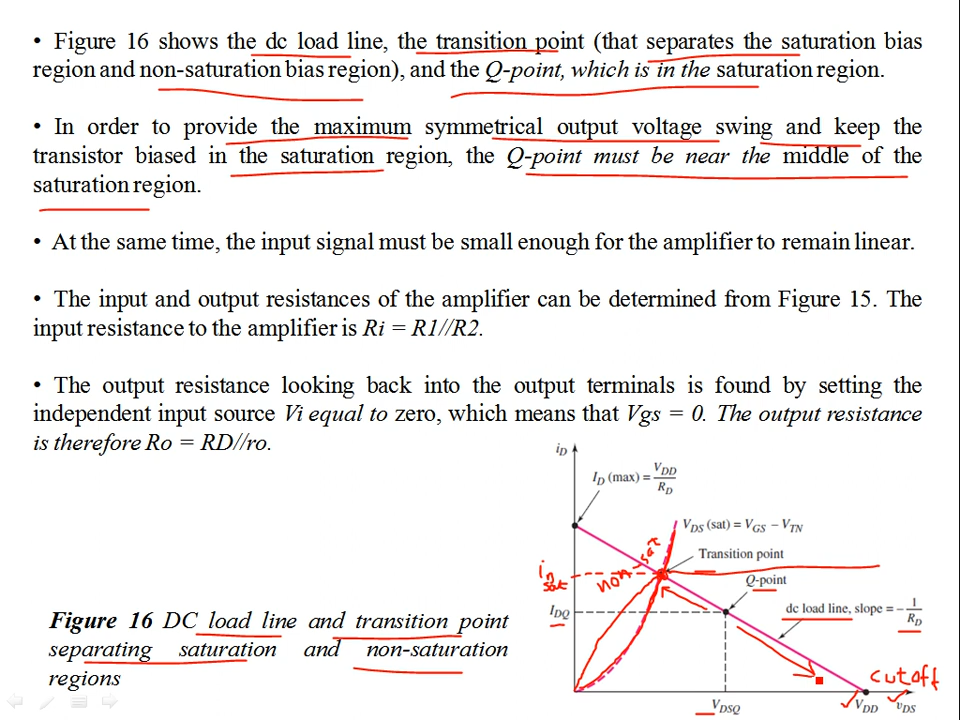 • Figure 16 shows the dc load line, the transition point (that separates the saturation bias
region and non-saturation bias region), and the Q-point, which is in the saturation region.
• In order to provide the maximum symmetrical output voltage swing and keep the
transistor biased in the saturation region, the Q-point must be near the middle of the
saturation region.
• At the same time, the input signal must be small enough for the amplifier to remain linear.
• The input and output resistances of the amplifier can be determined from Figure 15. The
input resistance to the amplifier is Ri = R1//R2.
• The output resistance looking back into the output terminals is found by setting the
independent input source Vi equal to zero, which means that Vgs = 0. The output resistance
is therefore Ro = RD//ro.
iD
ID (max) = VDD
RD
VDS (sat) = VGS − VTN
non-sat
Transition point
in
sat
Q-point
IDQ
dc load line, slope = − 1
RD
cutoff
VDSQ
VDD
vDS
Figure 16 DC load line and transition point
separating saturation and non-saturation
regions